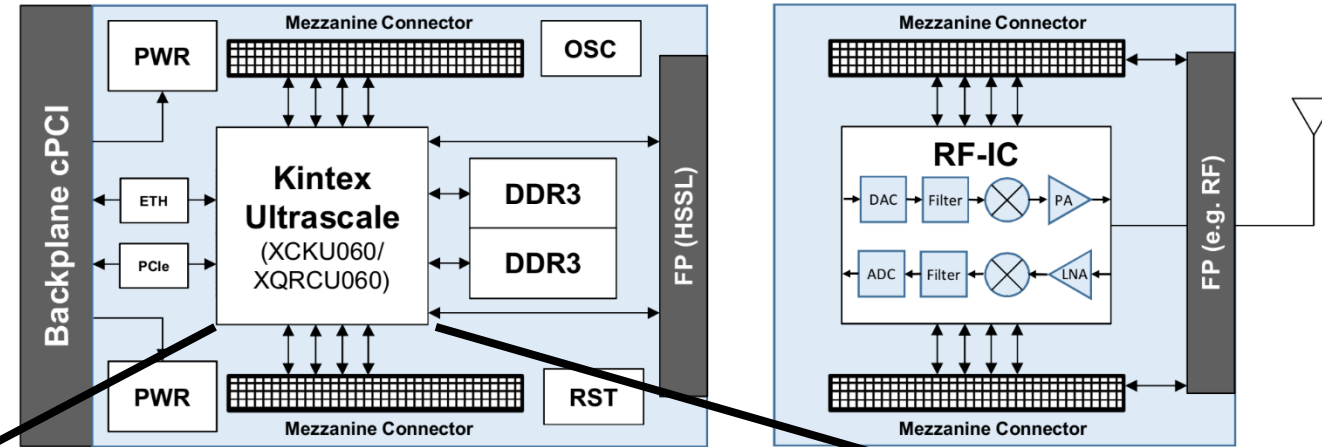 Mezzanine Connector
PWR
OSC
Backplane cPCI
ETH
PCIe
Kintex
Ultrascale
(XCKU060/
XQRCU060)
DDR3
DDR3
FP (HSSL)
PWR
RST
Mezzanine Connector
Mezzanine Connector
RF-IC
DAC
Filter
PA
ADC
Filter
LNA
FP (e.g. RF)
Mezzanine Connector